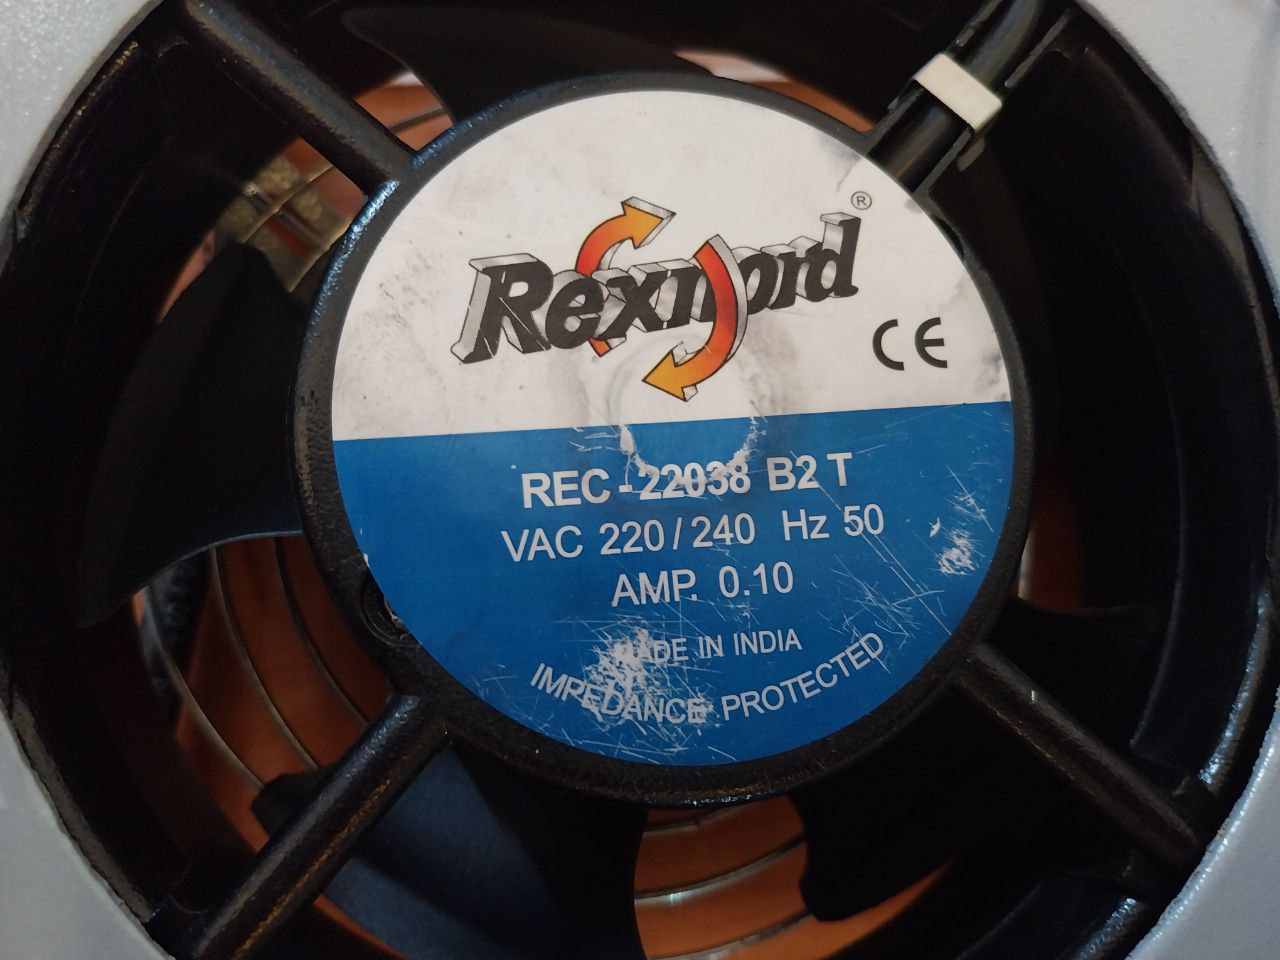 Rexnord ®
CE
REC - 22038 B2 T
VAC 220 / 240 Hz 50
AMP. 0.10
MADE IN INDIA
IMPEDANCE PROTECTED